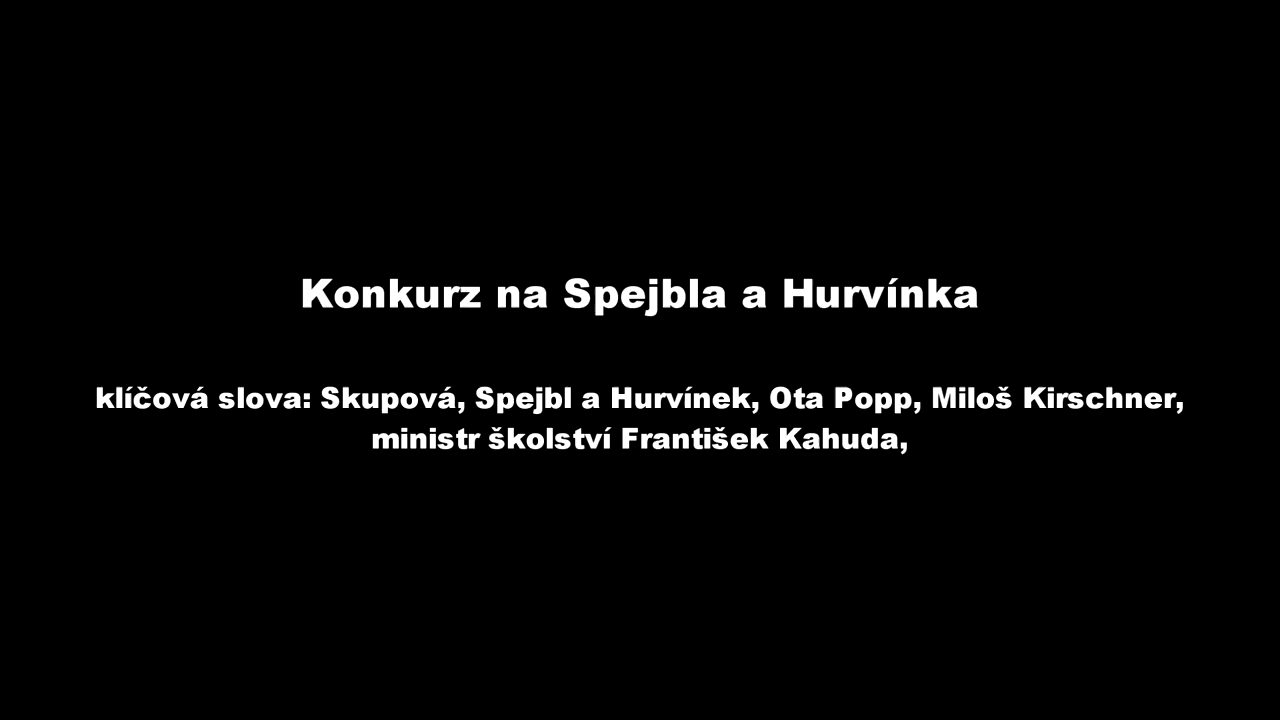 Konkurz na Spejbla a Hurvínka
klíčová slova: Skupová, Spejbl a Hurvínek, Ota Popp, Miloš Kirschner,
ministr školství František Kahuda,